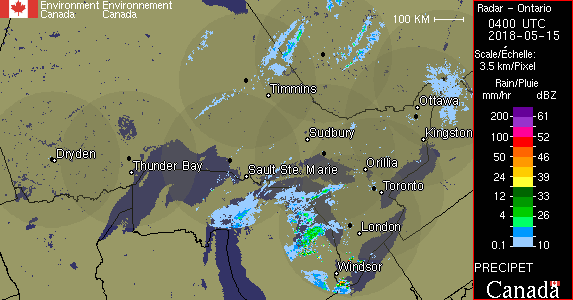 Environment Environnement
Canada Canada
100 KM
Timmins
Ottawa
Sudbury
Kingston
Dryden
Thunder Bay
Sault Ste. Marie
Orillia
Toronto
London
Windsor
Radar - Ontario
0400 UTC
2018-05-15
Scale/Échelle:
3.5 km/Pixel
Rain/Pluie
mm/hr dBZ
200 61
100 52
50 46
24 39
12 33
4 26
0.1 10
PRECIPET
Canada